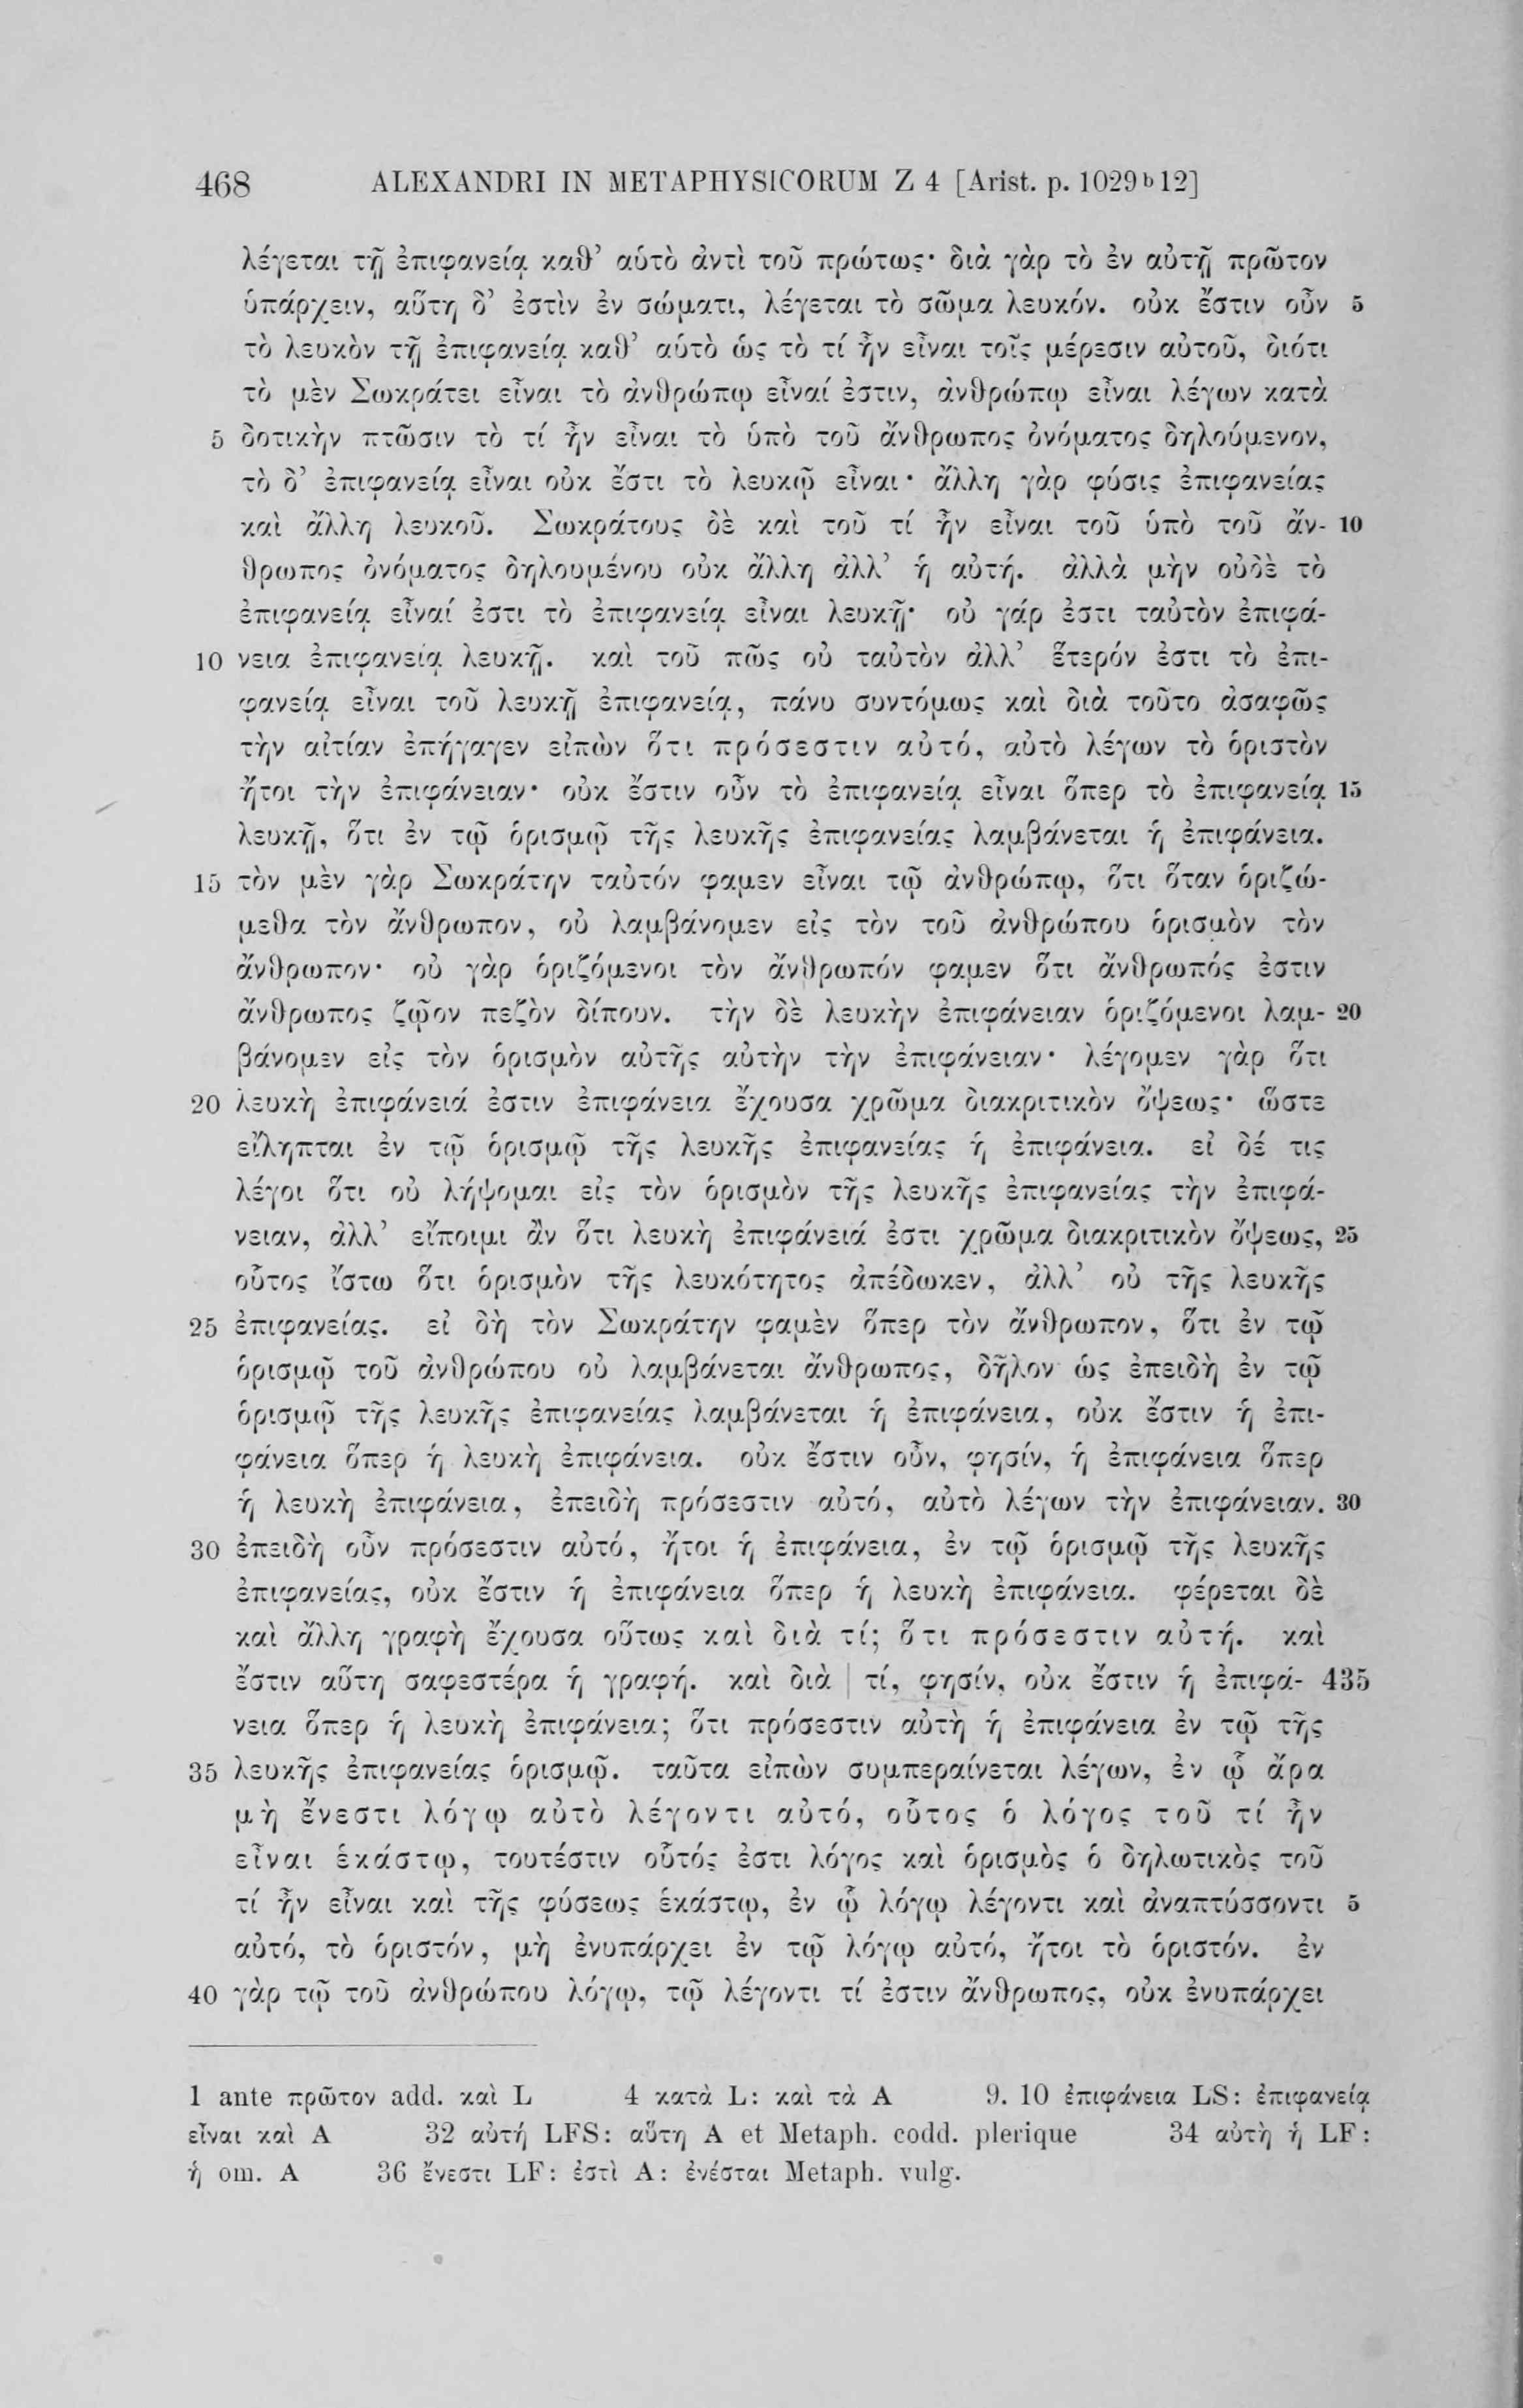 468 ALEXANDRI IN METAPHYSICORUM Z 4 [Arist. p. 1029ᵇ12]
λέγεται τῇ ἐπιφανείᾳ καθ’ αὑτὸ ἀντὶ τοῦ πρώτως· διὰ γὰρ τὸ ἐν αὐτῇ πρῶτον
ὑπάρχειν, αὕτη δ’ ἐστὶν ἐν σώματι, λέγεται τὸ σῶμα λευκόν. οὐκ ἔστιν οὖν 5
τὸ λευκὸν τῇ ἐπιφανείᾳ καθ’ αὑτὸ ὡς τὸ τί ἦν εἶναι τοῖς μέρεσιν αὐτοῦ, διότι
τὸ μὲν Σωκράτει εἶναι τὸ ἀνθρώπῳ εἶναί ἐστιν, ἀνθρώπῳ εἶναι λέγων κατὰ
5 δοτικὴν πτῶσιν τὸ τί ἦν εἶναι τὸ ὑπὸ τοῦ ἄνθρωπος ὀνόματος δηλούμενον,
τὸ δ’ ἐπιφανείᾳ εἶναι οὐκ ἔστι τὸ λευκῷ εἶναι· ἄλλη γὰρ φύσις ἐπιφανείας
καὶ ἄλλη λευκοῦ. Σωκράτους δὲ καὶ τοῦ τί ἦν εἶναι τοῦ ὑπὸ τοῦ ἄν- 10
θρωπος ὀνόματος δηλουμένου οὐκ ἄλλη ἀλλ’ ἡ αὐτή. ἀλλὰ μὴν οὐδὲ τὸ
ἐπιφανείᾳ εἶναί ἐστι τὸ ἐπιφανείᾳ εἶναι λευκῇ· οὐ γάρ ἐστι ταὐτὸν ἐπιφά-
10 νεια ἐπιφανείᾳ λευκῇ. καὶ τοῦ πῶς οὐ ταὐτὸν ἀλλ’ ἕτερόν ἐστι τὸ ἐπι-
φανείᾳ εἶναι τοῦ λευκῇ ἐπιφανείᾳ, πάνυ συντόμως καὶ διὰ τοῦτο ἀσαφῶς
τὴν αἰτίαν ἐπήγαγεν εἰπὼν ὅτι πρόσεστιν αὐτό, αὐτὸ λέγων τὸ ὁριστὸν
ἤτοι τὴν ἐπιφάνειαν· οὐκ ἔστιν οὖν τὸ ἐπιφανείᾳ εἶναι ὅπερ τὸ ἐπιφανείᾳ 15
λευκῇ, ὅτι ἐν τῷ ὁρισμῷ τῆς λευκῆς ἐπιφανείας λαμβάνεται ἡ ἐπιφάνεια.
15 τὸν μὲν γὰρ Σωκράτην ταὐτόν φαμεν εἶναι τῷ ἀνθρώπῳ, ὅτι ὅταν ὁριζώ-
μεθα τὸν ἄνθρωπον, οὐ λαμβάνομεν εἰς τὸν τοῦ ἀνθρώπου ὁρισμὸν τὸν
ἄνθρωπον· οὐ γὰρ ὁριζόμενοι τὸν ἄνθρωπόν φαμεν ὅτι ἄνθρωπός ἐστιν
ἄνθρωπος ζῷον πεζὸν δίπουν. τὴν δὲ λευκὴν ἐπιφάνειαν ὁριζόμενοι λαμ- 20
βάνομεν εἰς τὸν ὁρισμὸν αὐτῆς αὐτὴν τὴν ἐπιφάνειαν· λέγομεν γὰρ ὅτι
20 λευκὴ ἐπιφάνειά ἐστιν ἐπιφάνεια ἔχουσα χρῶμα διακριτικὸν ὄψεως· ὥστε
εἴληπται ἐν τῷ ὁρισμῷ τῆς λευκῆς ἐπιφανείας ἡ ἐπιφάνεια. εἰ δέ τις
λέγοι ὅτι οὐ λήψομαι εἰς τὸν ὁρισμὸν τῆς λευκῆς ἐπιφανείας τὴν ἐπιφά-
νειαν, ἀλλ’ εἴποιμι ἂν ὅτι λευκὴ ἐπιφάνειά ἐστι χρῶμα διακριτικὸν ὄψεως, 25
οὗτος ἴστω ὅτι ὁρισμὸν τῆς λευκότητος ἀπέδωκεν, ἀλλ’ οὐ τῆς λευκῆς
25 ἐπιφανείας. εἰ δὴ τὸν Σωκράτην φαμὲν ὅπερ τὸν ἄνθρωπον, ὅτι ἐν τῷ
ὁρισμῷ τοῦ ἀνθρώπου οὐ λαμβάνεται ἄνθρωπος, δῆλον ὡς ἐπειδὴ ἐν τῷ
ὁρισμῷ τῆς λευκῆς ἐπιφανείας λαμβάνεται ἡ ἐπιφάνεια, οὐκ ἔστιν ἡ ἐπι-
φάνεια ὅπερ ἡ λευκὴ ἐπιφάνεια. οὐκ ἔστιν οὖν, φησίν, ἡ ἐπιφάνεια ὅπερ
ἡ λευκὴ ἐπιφάνεια, ἐπειδὴ πρόσεστιν αὐτό, αὐτὸ λέγων τὴν ἐπιφάνειαν. 30
30 ἐπειδὴ οὖν πρόσεστιν αὐτό, ἤτοι ἡ ἐπιφάνεια, ἐν τῷ ὁρισμῷ τῆς λευκῆς
ἐπιφανείας, οὐκ ἔστιν ἡ ἐπιφάνεια ὅπερ ἡ λευκὴ ἐπιφάνεια. φέρεται δὲ
καὶ ἄλλη γραφὴ ἔχουσα οὕτως καὶ διὰ τί; ὅτι πρόσεστιν αὐτή. καὶ
ἔστιν αὕτη σαφεστέρα ἡ γραφή. καὶ διὰ | τί, φησίν, οὐκ ἔστιν ἡ ἐπιφά- 435
νεια ὅπερ ἡ λευκὴ ἐπιφάνεια; ὅτι πρόσεστιν αὐτὴ ἡ ἐπιφάνεια ἐν τῷ τῆς
35 λευκῆς ἐπιφανείας ὁρισμῷ. ταῦτα εἰπὼν συμπεραίνεται λέγων, ἐν ᾧ ἄρα
μὴ ἔνεστι λόγῳ αὐτὸ λέγοντι αὐτό, οὗτος ὁ λόγος τοῦ τί ἦν
εἶναι ἑκάστῳ, τουτέστιν οὗτός ἐστι λόγος καὶ ὁρισμὸς ὁ δηλωτικὸς τοῦ
τί ἦν εἶναι καὶ τῆς φύσεως ἑκάστῳ, ἐν ᾧ λόγῳ λέγοντι καὶ ἀναπτύσσοντι 5
αὐτό, τὸ ὁριστόν, μὴ ἐνυπάρχει ἐν τῷ λόγῳ αὐτό, ἤτοι τὸ ὁριστόν. ἐν
40 γὰρ τῷ τοῦ ἀνθρώπου λόγῳ, τῷ λέγοντι τί ἐστιν ἄνθρωπος, οὐκ ἐνυπάρχει
1 ante πρῶτον add. καὶ L 4 κατὰ L: καὶ τὰ A 9. 10 ἐπιφάνεια LS: ἐπιφανείᾳ
εἶναι καὶ A 32 αὐτή LFS: αὕτη A et Metaph. codd. plerique 34 αὐτὴ ἡ LF:
ἡ om. A 36 ἔνεστι LF: ἐστὶ A: ἐνέσται Metaph. vulg.